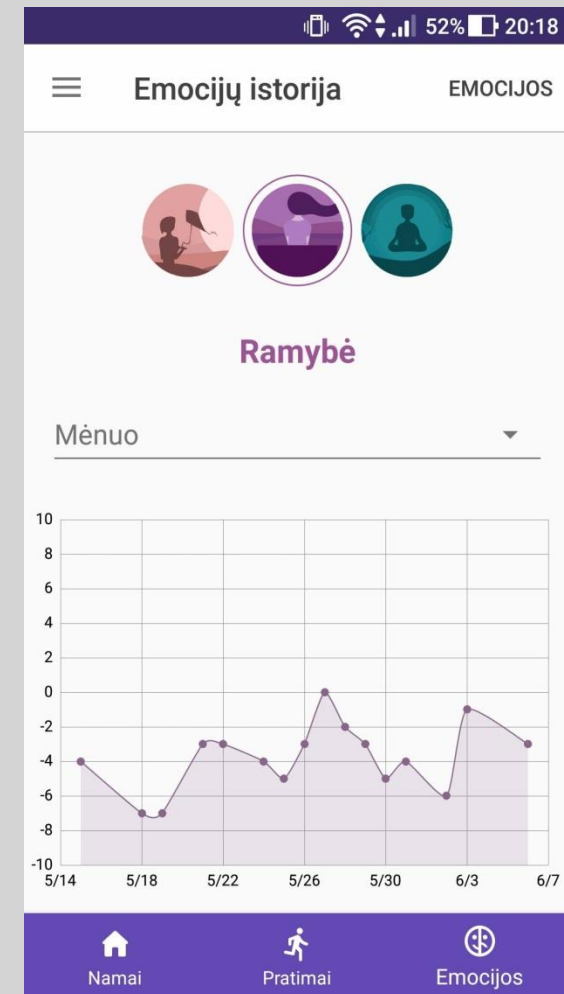 52% 20:18
Emocijų istorija EMOCIJOS
Ramybė
Mėnuo
10
8
6
4
2
0
-2
-4
-6
-8
-10
5/14 5/18 5/22 5/26 5/30 6/3 6/7
Namai Pratimai Emocijos